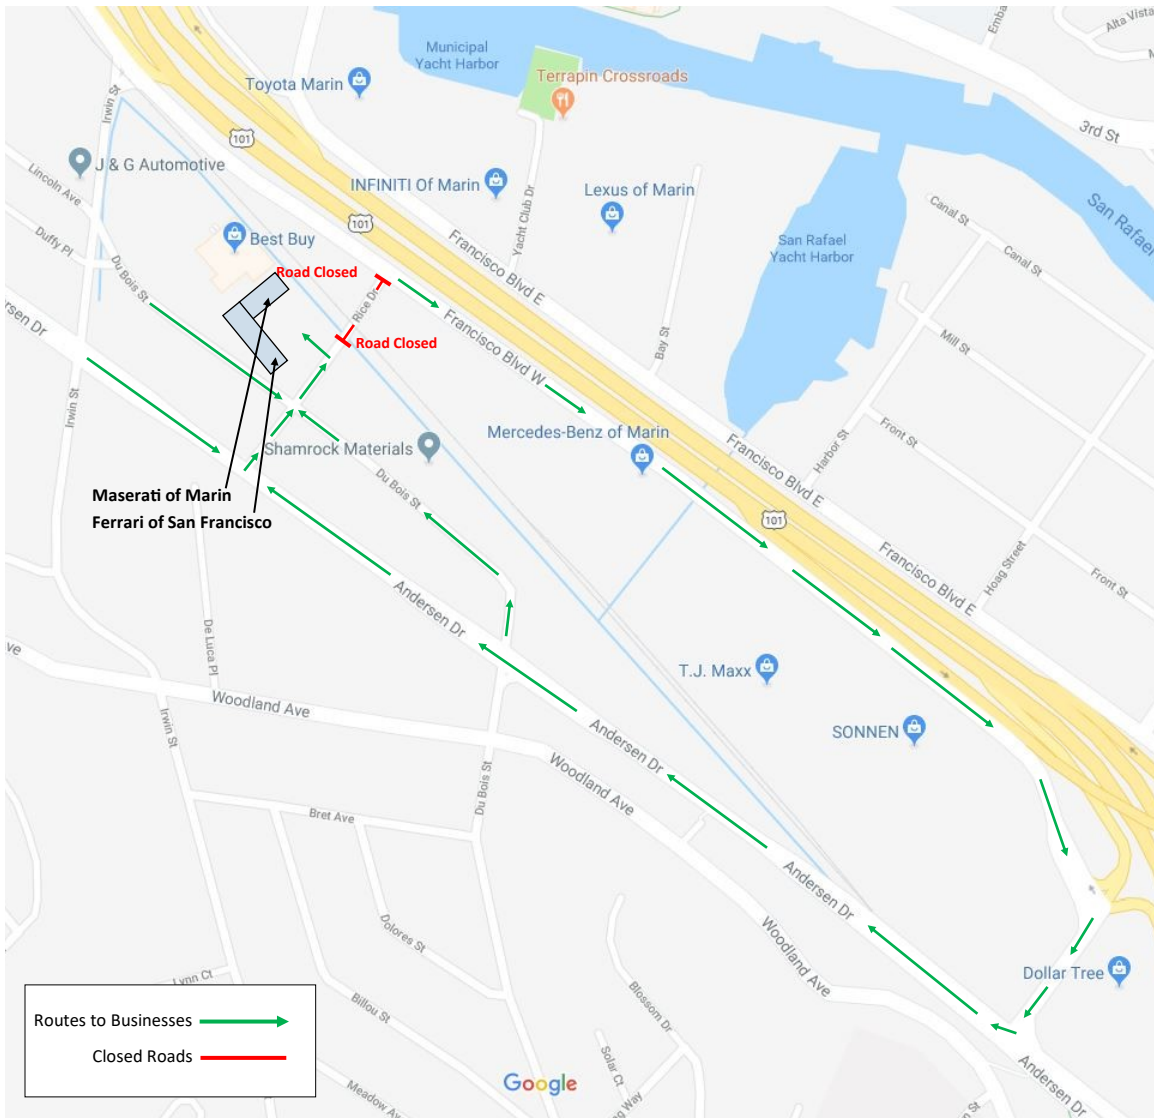 Alta Vista
Emba
Municipal
Yacht Harbor
Terrapin Crossroads
Toyota Marin
Irwin St
101
3rd St
J & G Automotive
Lincoln Ave
INFINITI Of Marin
Lexus of Marin
Yacht Club Dr
Canal St
Canal St
San Rafael
101
Duffy Pl
Best Buy
Francisco Blvd E
San Rafael
Yacht Harbor
Du Bois St
Road Closed
Rice Dr
ersen Dr
Road Closed
Francisco Blvd W
Bay St
Mill St
Irwin St
Shamrock Materials
Mercedes-Benz of Marin
Francisco Blvd E
Harbor St
Front St
Du Bois St
Maserati of Marin
Ferrari of San Francisco
101
Francisco Blvd E
Hoag Street
Front St
Andersen Dr
De Luca Pl
ve
Woodland Ave
T.J. Maxx
Irwin St
Andersen Dr
SONNEN
Woodland Ave
Du Bois St
Bret Ave
Andersen Dr
Dolores St
Woodland Ave
Lynn Ct
Dollar Tree
Billou St
Blossom Dr
Routes to Businesses
Closed Roads
Solar Ct
Google
Andersen Dr
Meadow Av
ng Way
St